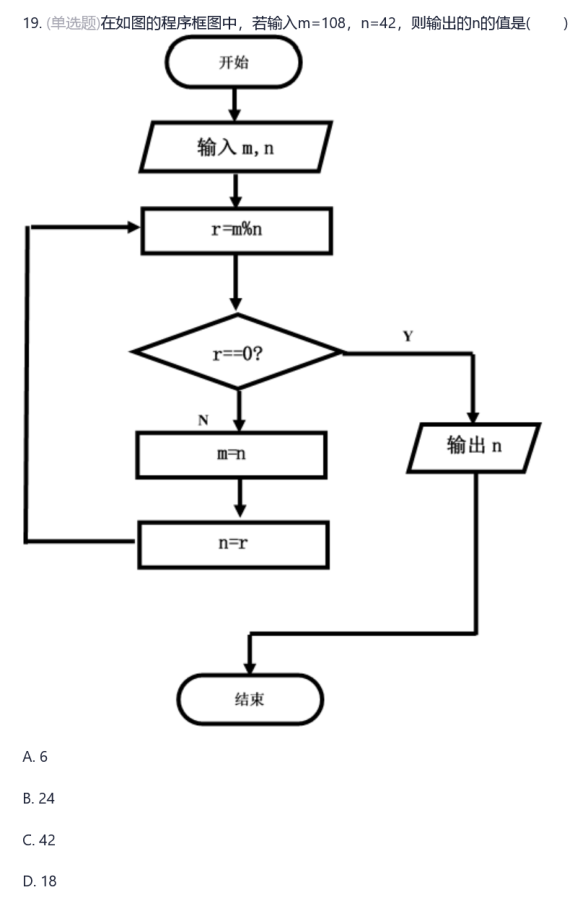 19. (单选题)在如图的程序框图中，若输入m=108，n=42，则输出的n的值是(　　)
开始
输入 m,n
r=m%n
r==0?
Y
N
m=n
输出 n
n=r
结束
A. 6
B. 24
C. 42
D. 18